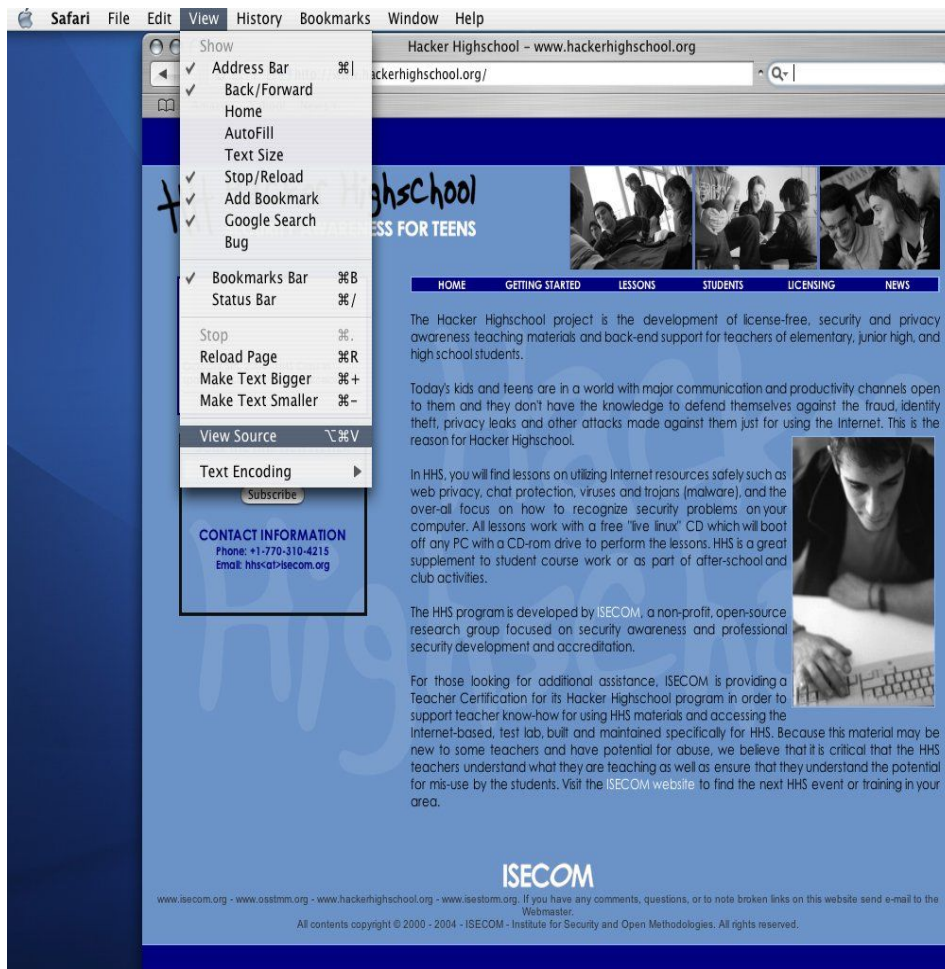 Safari File Edit View History Bookmarks Window Help
Hacker Highschool – www.hackerhighschool.org
Show
✓ Address Bar ⌘|
✓ Back/Forward
Home
AutoFill
Text Size
✓ Stop/Reload
✓ Add Bookmark
✓ Google Search
Bug
✓ Bookmarks Bar ⌘B
Status Bar ⌘/
Stop ⌘.
Reload Page ⌘R
Make Text Bigger ⌘+
Make Text Smaller ⌘-
View Source ⌥⌘V
Text Encoding ▶
ackerhighschool.org/
Q
ghschool
ESS FOR TEENS
Subscribe
CONTACT INFORMATION
Phone: +1-770-310-4215
Email: hhs<at>isecom.org
HOME GETTING STARTED LESSONS STUDENTS LICENSING NEWS
The Hacker Highschool project is the development of license-free, security and privacy
awareness teaching materials and back-end support for teachers of elementary, junior high, and
high school students.
Today's kids and teens are in a world with major communication and productivity channels open
to them and they don't have the knowledge to defend themselves against the fraud, identity
theft, privacy leaks and other attacks made against them just for using the Internet. This is the
reason for Hacker Highschool.
In HHS, you will find lessons on utilizing Internet resources safely such as
web privacy, chat protection, viruses and trojans (malware), and the
over-all focus on how to recognize security problems on your
computer. All lessons work with a free "live linux" CD which will boot
off any PC with a CD-rom drive to perform the lessons. HHS is a great
supplement to student course work or as part of after-school and
club activities.
The HHS program is developed by ISECOM, a non-profit, open-source
research group focused on security awareness and professional
security development and accreditation.
For those looking for additional assistance, ISECOM is providing a
Teacher Certification for its Hacker Highschool program in order to
support teacher know-how for using HHS materials and accessing the
Internet-based, test lab, built and maintained specifically for HHS. Because this material may be
new to some teachers and have potential for abuse, we believe that it is critical that the HHS
teachers understand what they are teaching as well as ensure that they understand the potential
for mis-use by the students. Visit the ISECOM website to find the next HHS event or training in your
area.
ISECOM
www.isecom.org - www.osstmm.org - www.hackerhighschool.org - www.isestorm.org. If you have any comments, questions, or to note broken links on this website send e-mail to the
Webmaster.
All contents copyright © 2000 - 2004 - ISECOM - Institute for Security and Open Methodologies. All rights reserved.